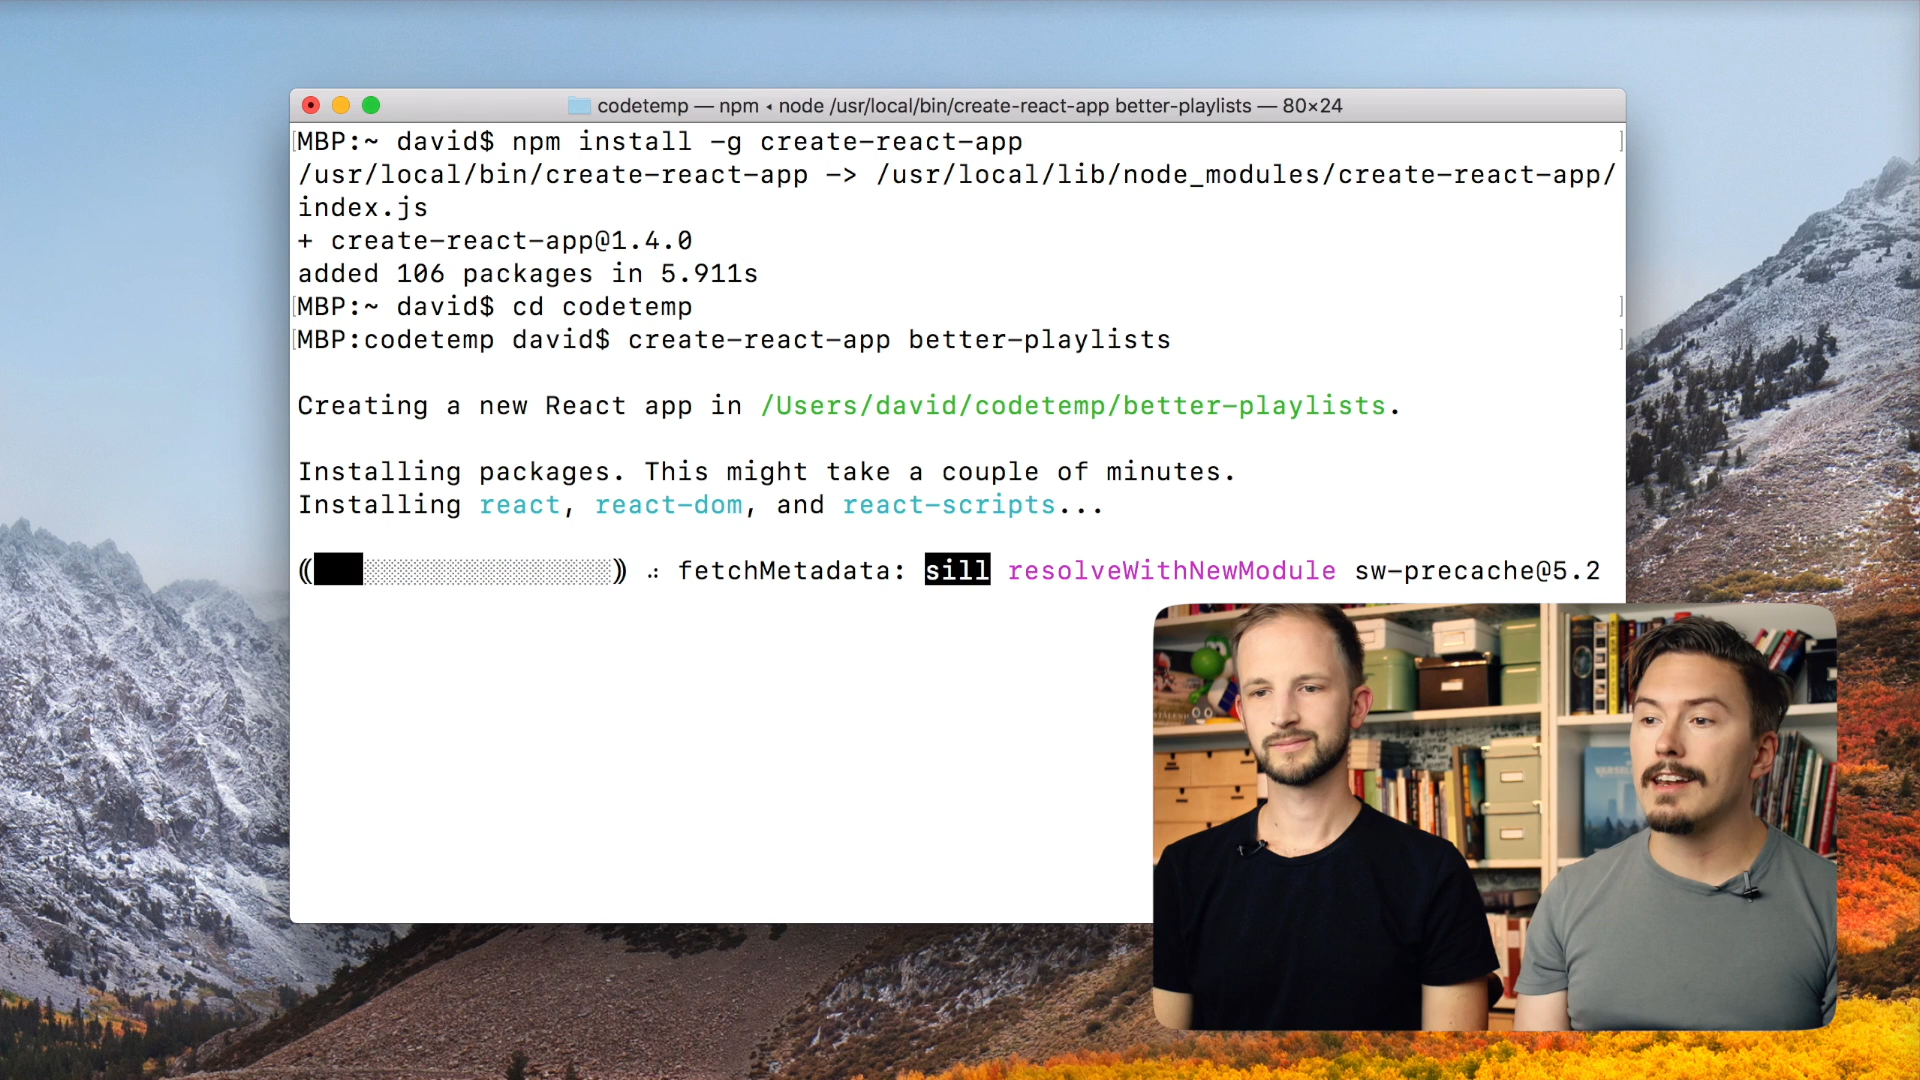 codetemp — npm ◂ node /usr/local/bin/create-react-app better-playlists — 80×24
MBP:~ david$ npm install -g create-react-app
/usr/local/bin/create-react-app -> /usr/local/lib/node_modules/create-react-app/
index.js
+ create-react-app@1.4.0
added 106 packages in 5.911s
MBP:~ david$ cd codetemp
MBP:codetemp david$ create-react-app better-playlists
Creating a new React app in /Users/david/codetemp/better-playlists.
Installing packages. This might take a couple of minutes.
Installing react, react-dom, and react-scripts...
fetchMetadata: sill resolveWithNewModule sw-precache@5.2